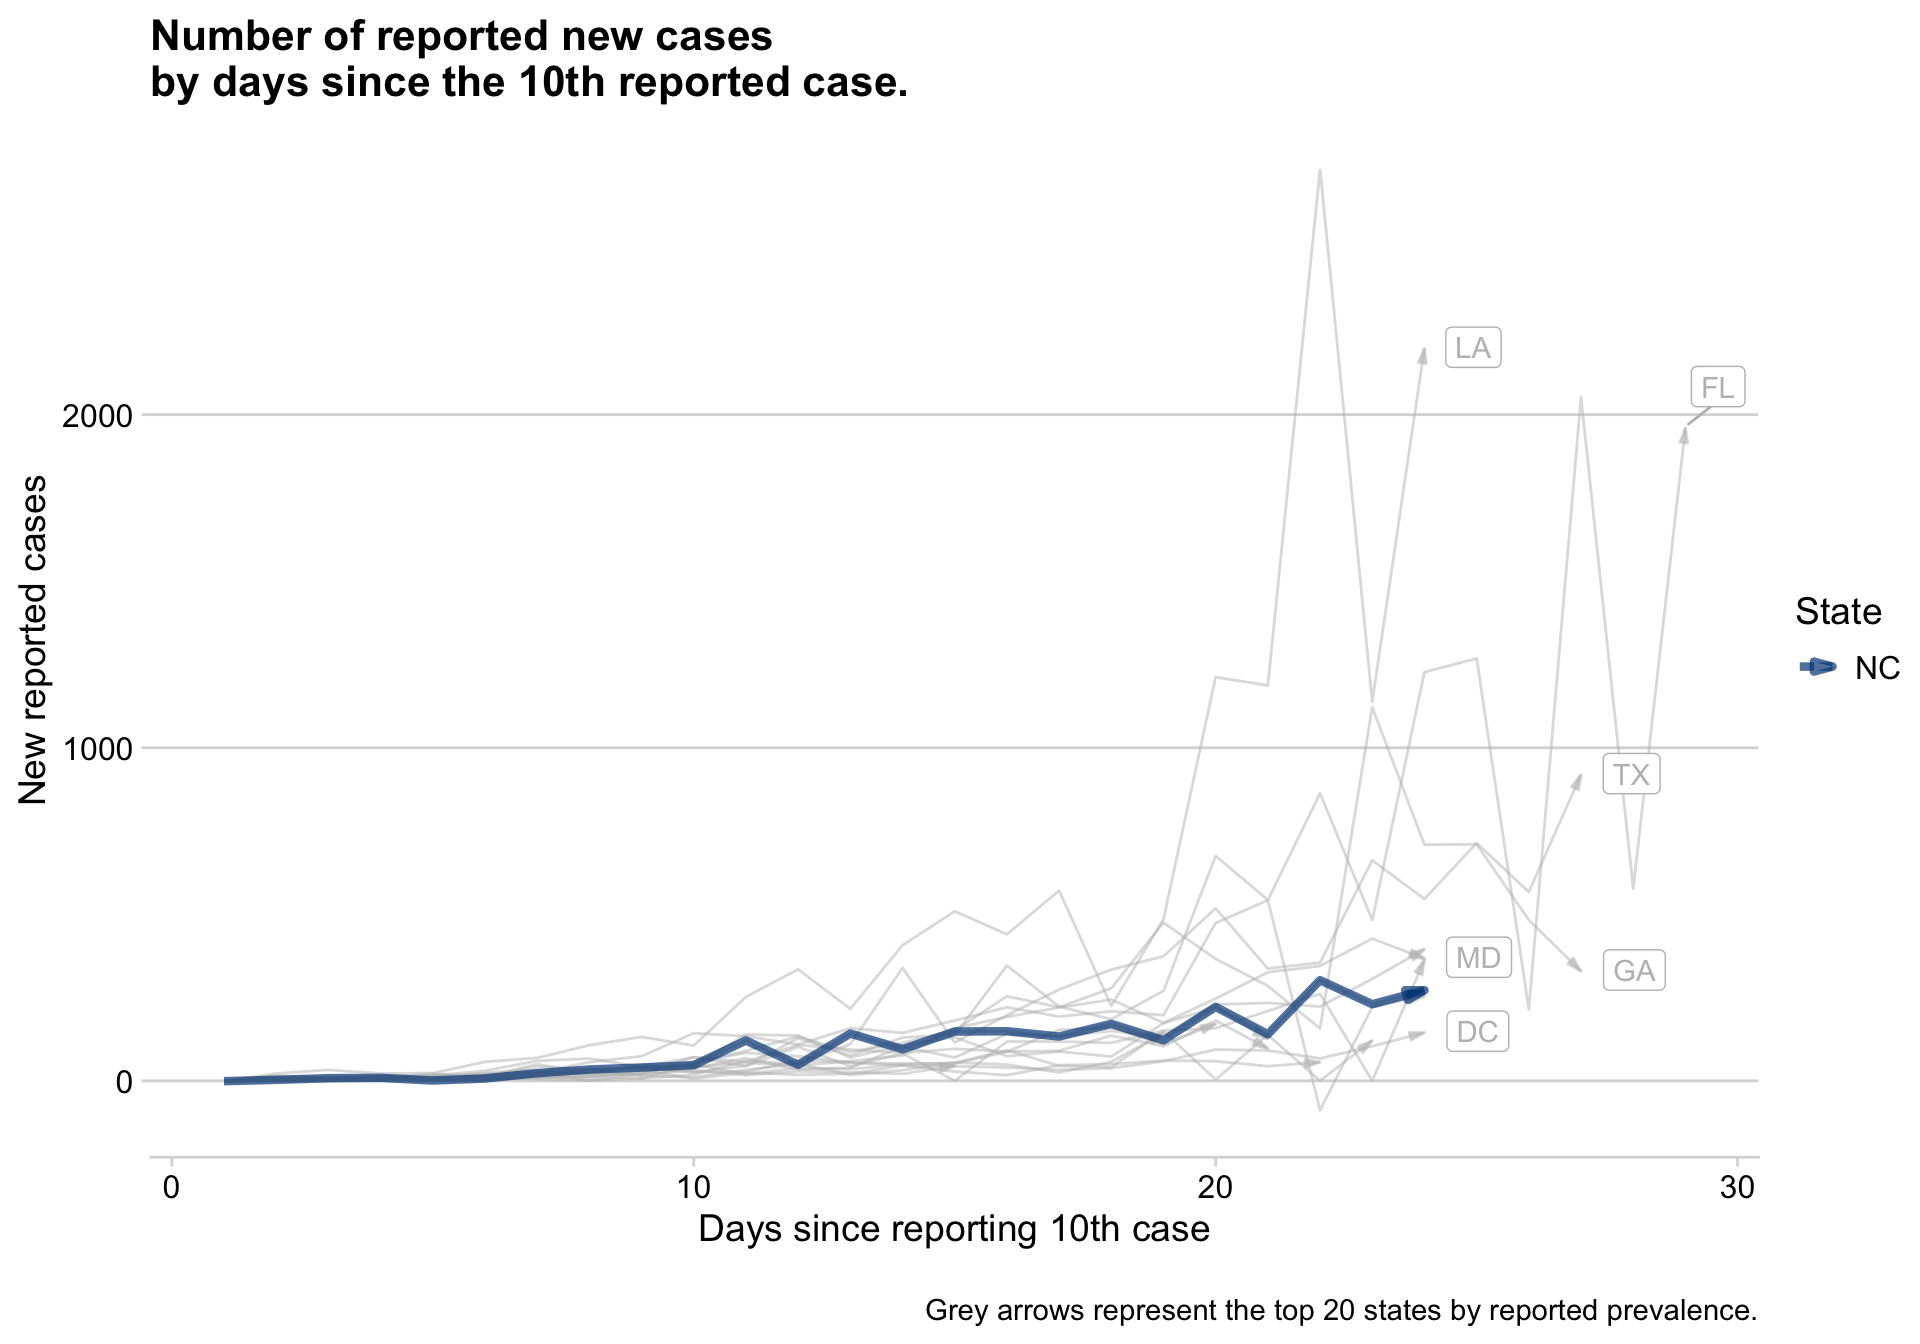 Number of reported new cases
by days since the 10th reported case.
New reported cases
2000
1000
0
LA
FL
TX
MD
GA
DC
State
NC
0
10
20
30
Days since reporting 10th case
Grey arrows represent the top 20 states by reported prevalence.